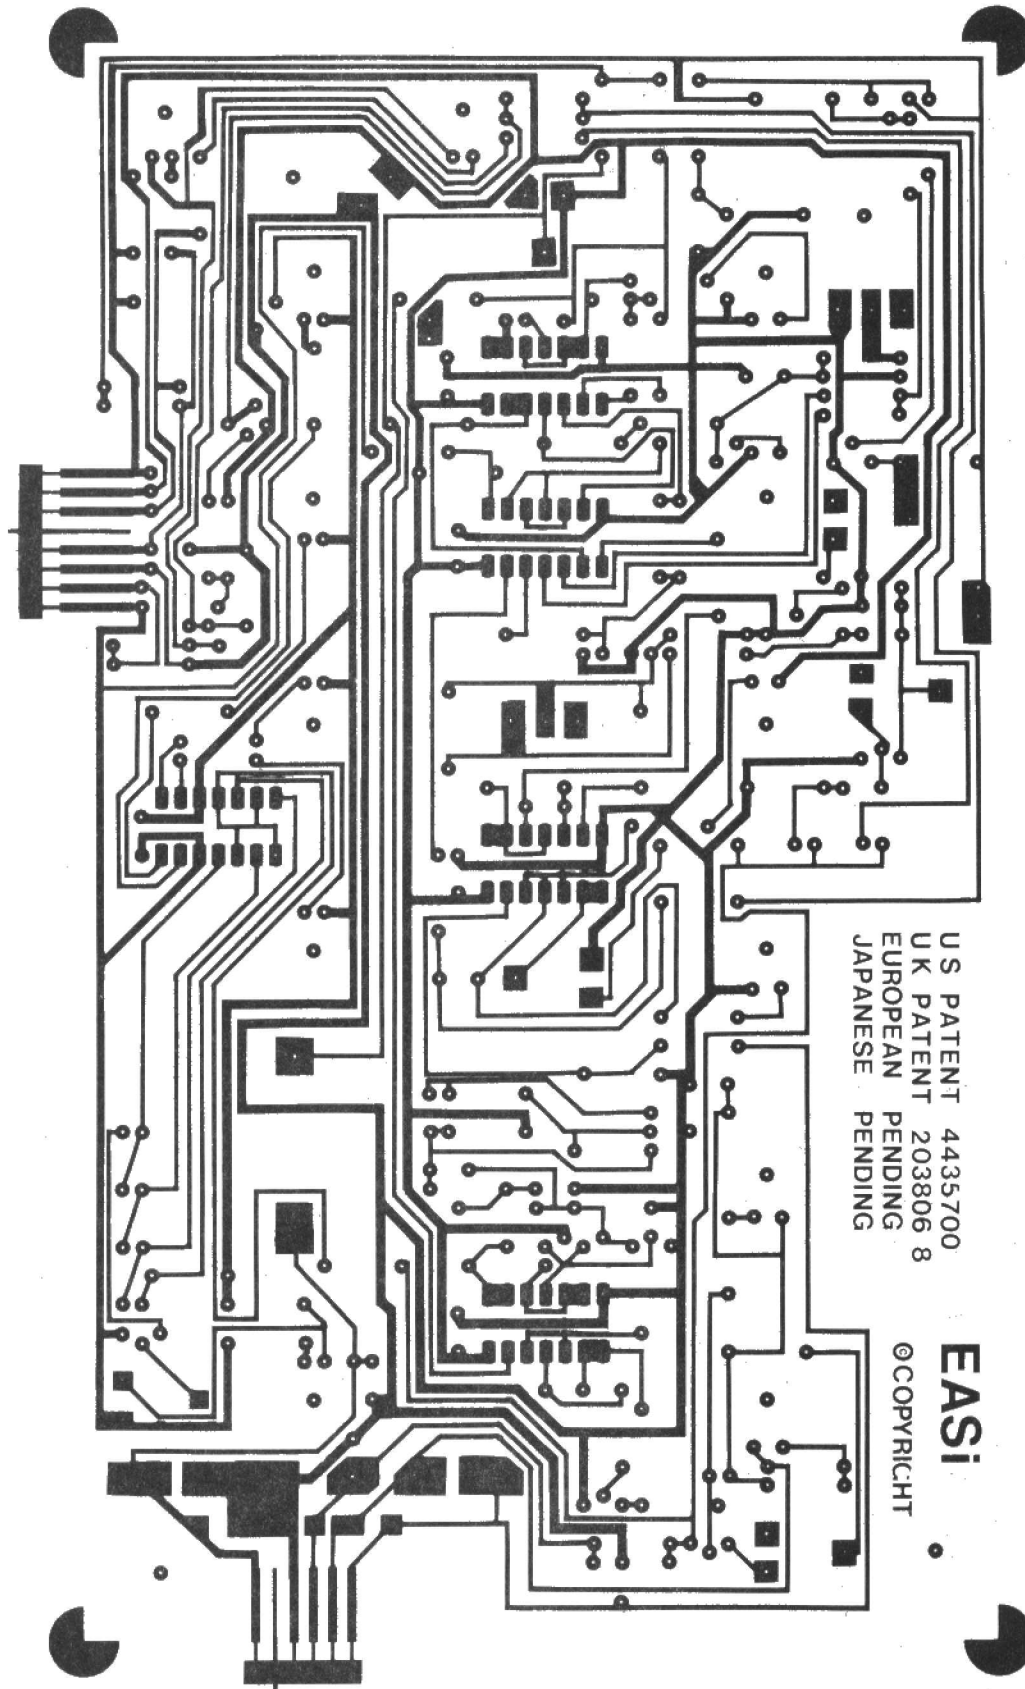 US PATENT 4435700
UK PATENT 203806 8
EUROPEAN PENDING
JAPANESE PENDING
EASi
©COPYRIGHT